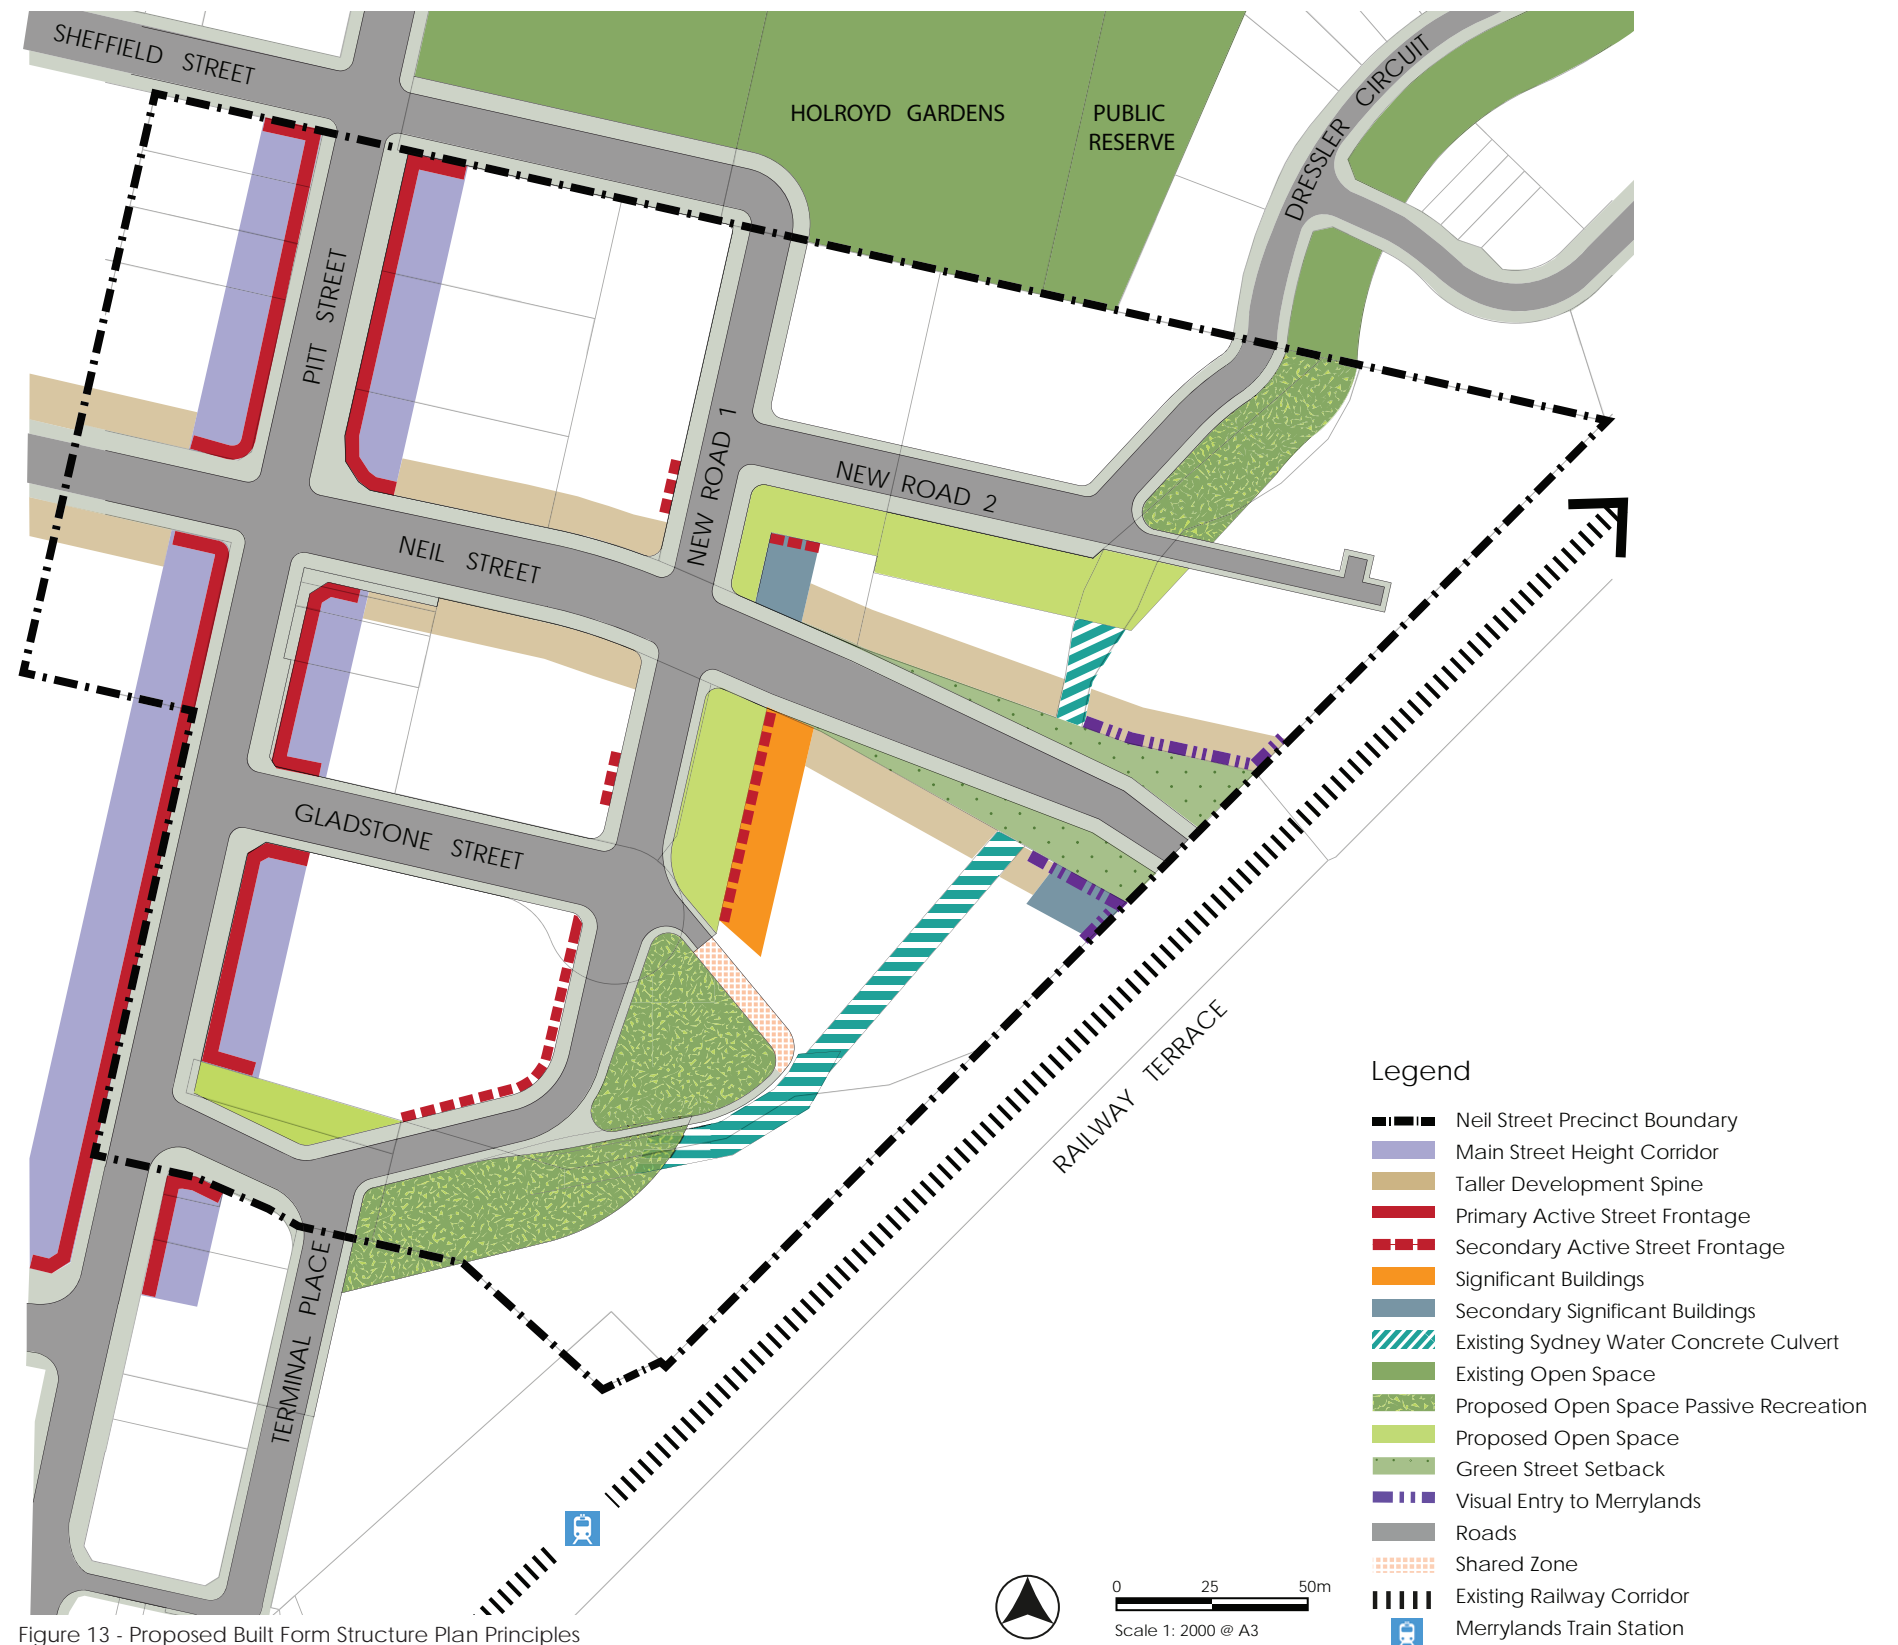 SHEFFIELD STREET
HOLROYD GARDENS
PUBLIC
RESERVE
DRESSLER CIRCUIT
PITT STREET
NEW ROAD 1
NEW ROAD 2
NEIL STREET
GLADSTONE STREET
RAILWAY TERRACE
TERMINAL PLACE
Legend
Neil Street Precinct Boundary
Main Street Height Corridor
Taller Development Spine
Primary Active Street Frontage
Secondary Active Street Frontage
Significant Buildings
Secondary Significant Buildings
Existing Sydney Water Concrete Culvert
Existing Open Space
Proposed Open Space Passive Recreation
Proposed Open Space
Green Street Setback
Visual Entry to Merrylands
Roads
Shared Zone
Existing Railway Corridor
Merrylands Train Station
0 25 50m
Scale 1: 2000 @ A3
Figure 13 - Proposed Built Form Structure Plan Principles